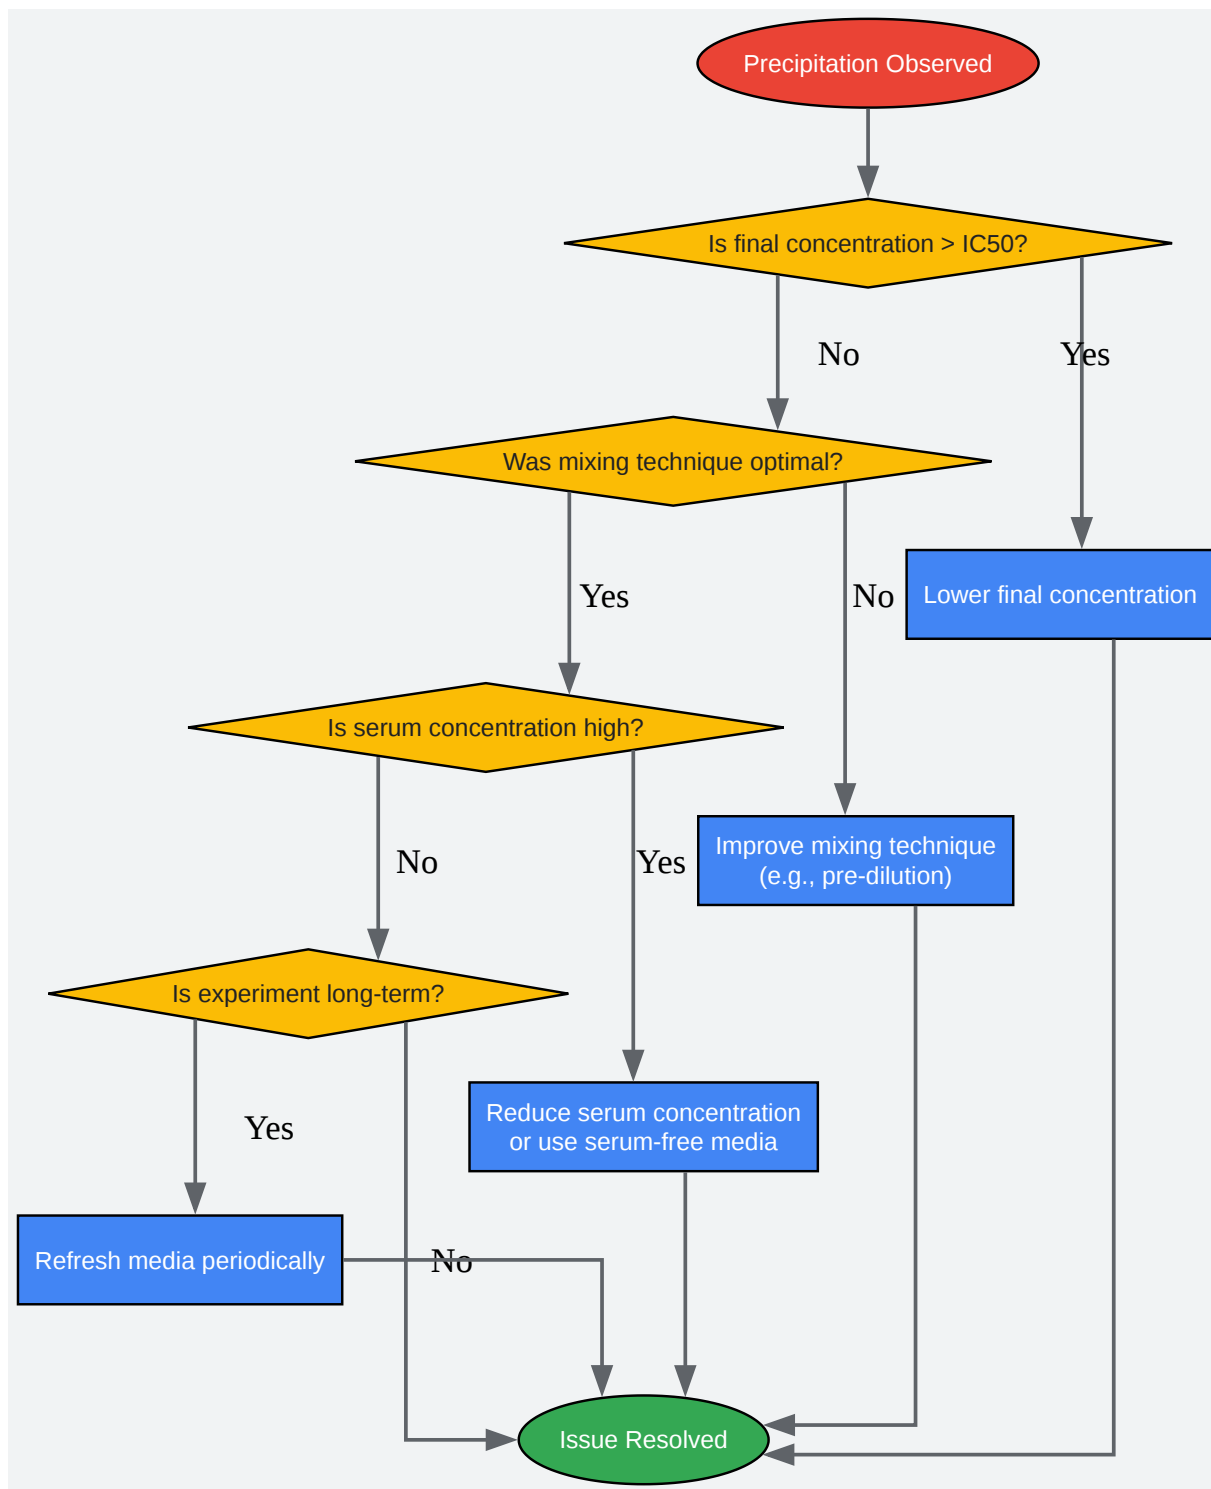 Precipitation Observed
Is final concentration > IC50?
No
Yes
Was mixing technique optimal?
Yes
No
Lower final concentration
Is serum concentration high?
No
Yes
Improve mixing technique
(e.g., pre-dilution)
Is experiment long-term?
Yes
Reduce serum concentration
or use serum-free media
Refresh media periodically
No
Issue Resolved